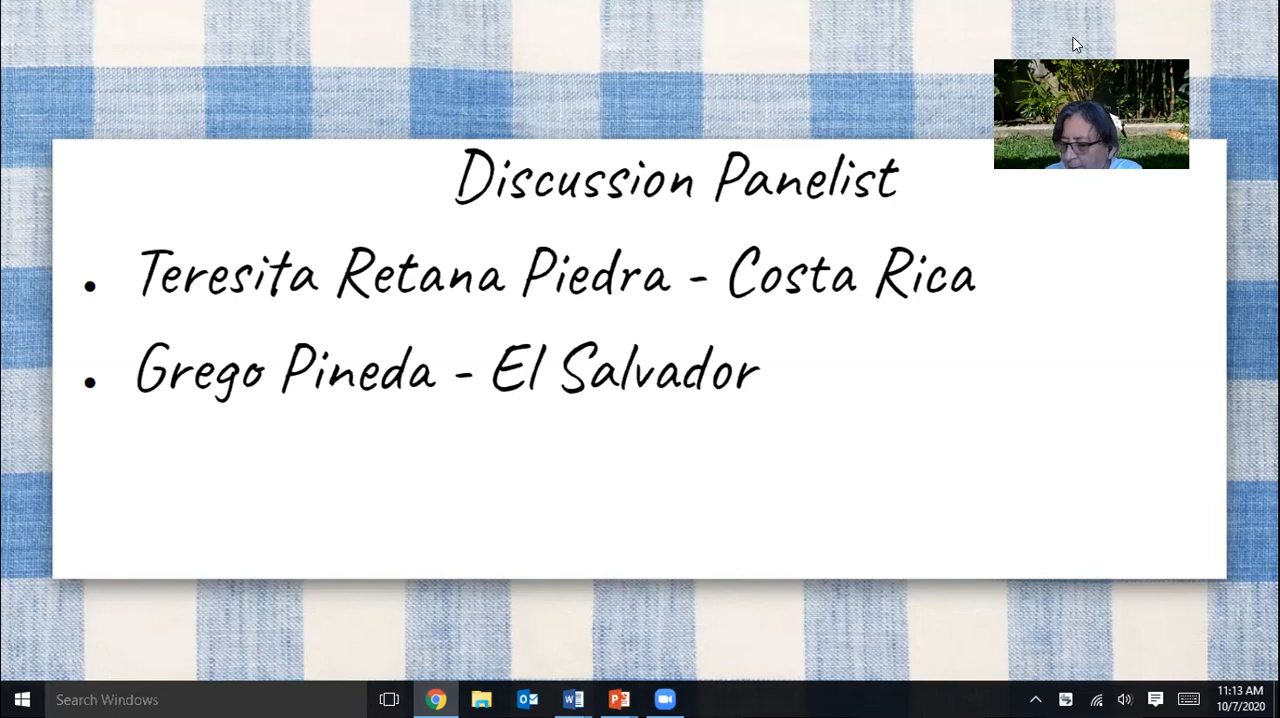 Discussion Panelist
. Teresita Retana Piedra - Costa Rica
. Grego Pineda - El Salvador
Search Windows
11:13 AM
10/7/2020